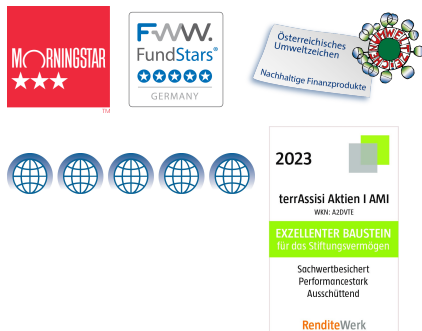 MORNINGSTAR
TM
FWW.
FundStars®
GERMANY
Österreichisches
Umweltzeichen
Nachhaltige Finanzprodukte
2023
terrAssisi Aktien I AMI
WKN: A2DVTE
EXZELLENTER BAUSTEIN
für das Stiftungsvermögen
Sachwertbesichert
Performancestark
Ausschüttend
RenditeWerk